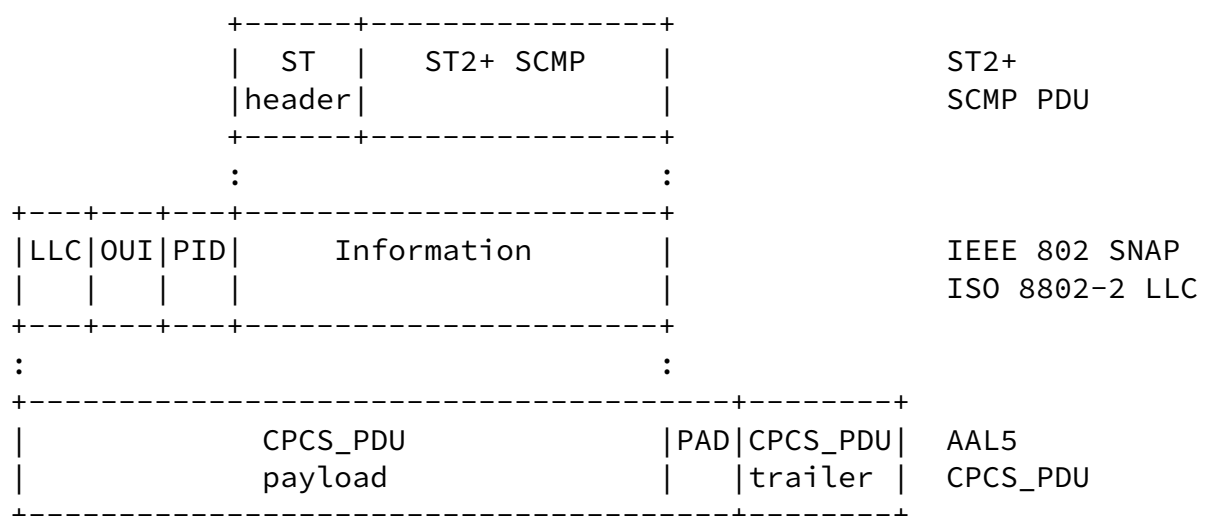 +------+----------------+
|  ST  |   ST2+ SCMP    |               ST2+
|header|                |               SCMP PDU
+------+----------------+
:                       :
+---+---+---+-----------------------+
|LLC|OUI|PID|     Information       |               IEEE 802 SNAP
|   |   |   |                       |               ISO 8802-2 LLC
+---+---+---+-----------------------+
:                                   :
+---------------------------------------+--------+
|             CPCS_PDU              |PAD|CPCS_PDU|  AAL5
|             payload               |   |trailer |  CPCS_PDU
+---------------------------------------+--------+